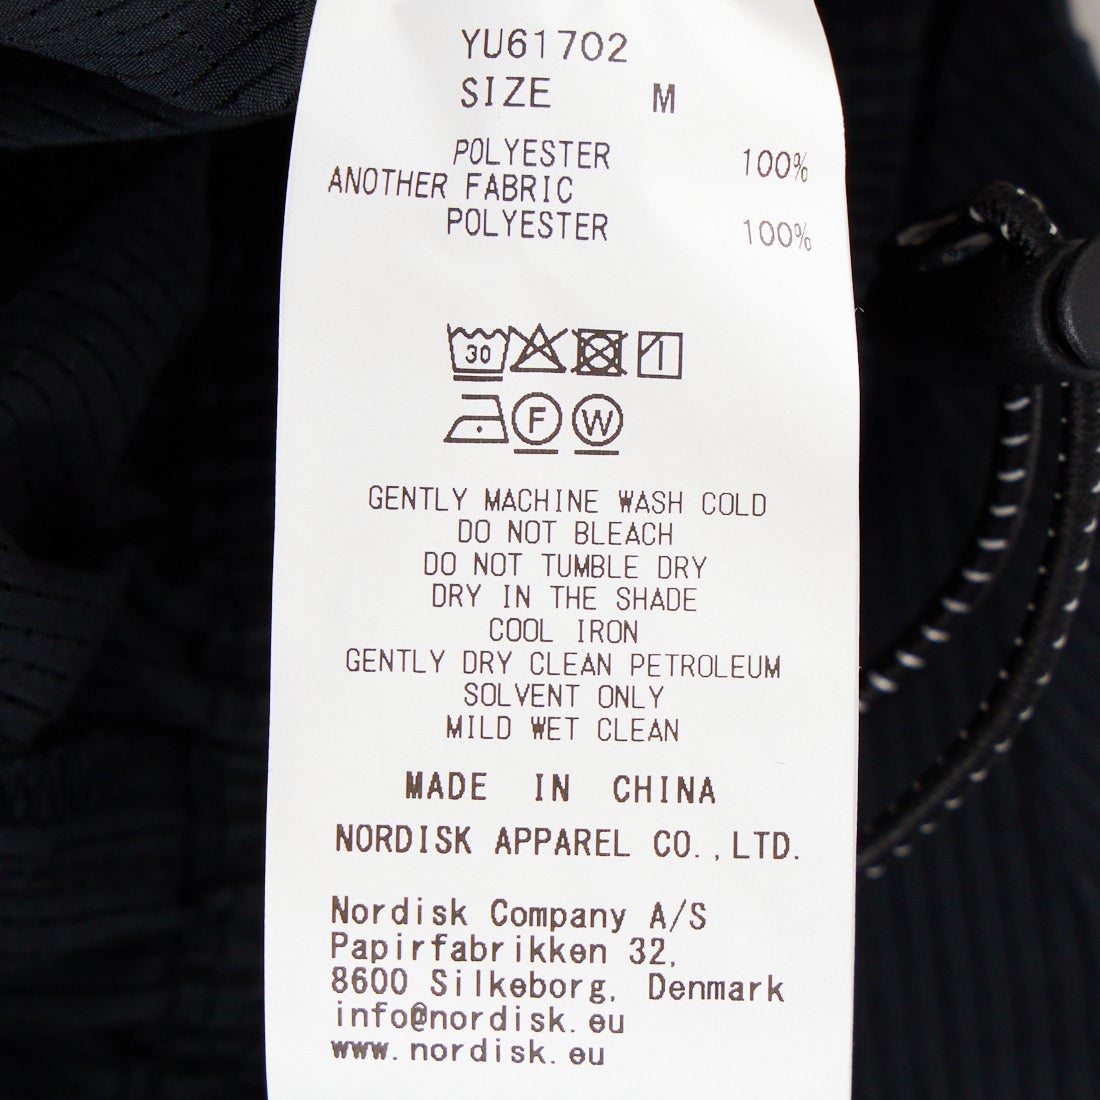 YU61702
SIZE M
POLYESTER 100%
ANOTHER FABRIC
POLYESTER 100%
30
F W
GENTLY MACHINE WASH COLD
DO NOT BLEACH
DO NOT TUMBLE DRY
DRY IN THE SHADE
COOL IRON
GENTLY DRY CLEAN PETROLEUM
SOLVENT ONLY
MILD WET CLEAN
MADE IN CHINA
NORDISK APPAREL CO.,LTD.
Nordisk Company A/S
Papirfabrikken 32,
8600 Silkeborg, Denmark
info@nordisk.eu
www.nordisk.eu